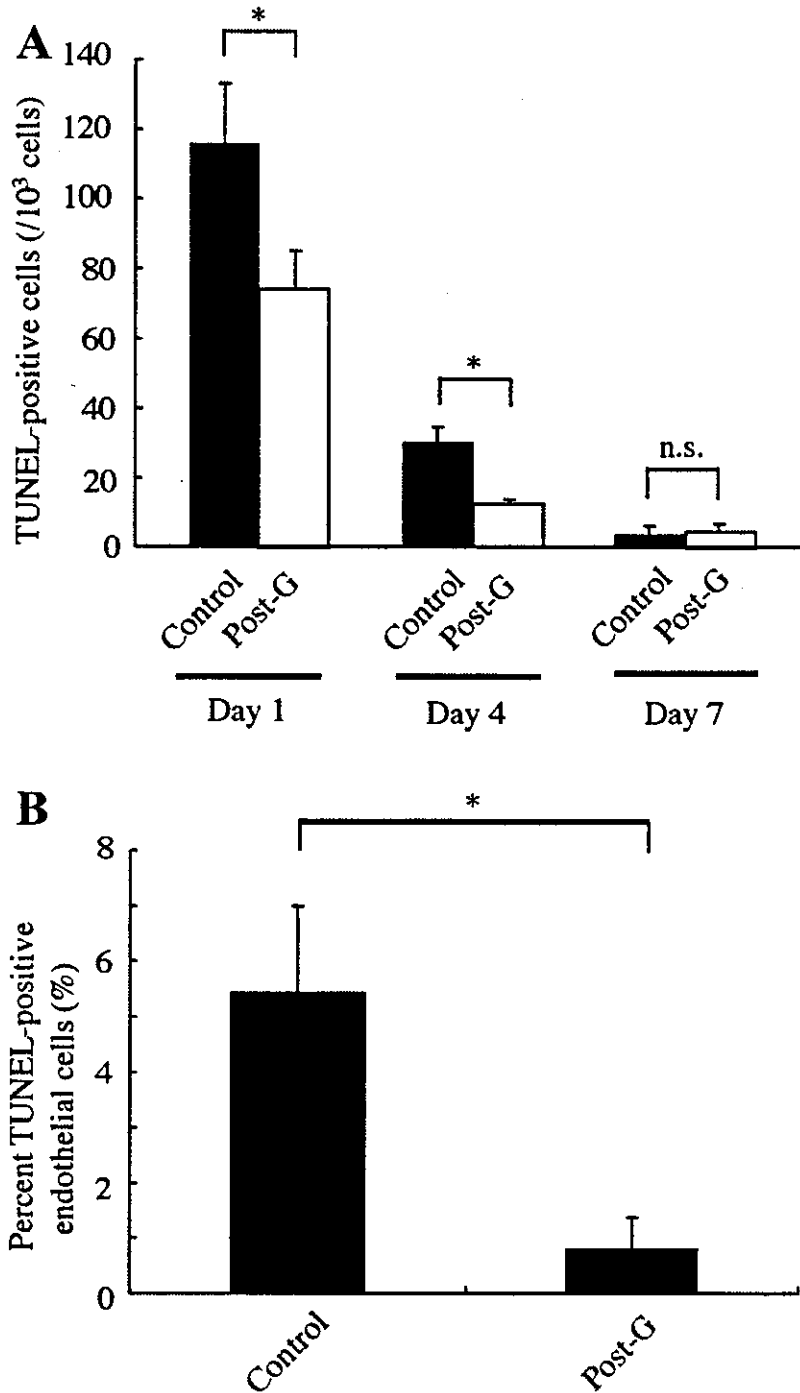 A
*
140
120
100
80
60
40
20
0
TUNEL-positive cells (/10³ cells)
*
n.s.
Control
Post-G
Control
Post-G
Control
Post-G
Day 1
Day 4
Day 7
B
*
8
6
4
2
0
Percent TUNEL-positive
endothelial cells (%)
Control
Post-G